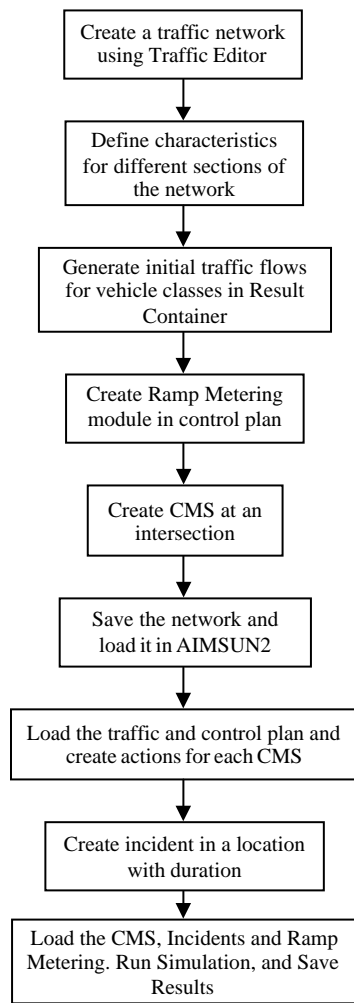 Create a traffic network
using Traffic Editor
Define characteristics
for different sections of
the network
Generate initial traffic flows
for vehicle classes in Result
Container
Create Ramp Metering
module in control plan
Create CMS at an
intersection
Save the network and
load it in AIMSUN2
Load the traffic and control plan and
create actions for each CMS
Create incident in a location
with duration
Load the CMS, Incidents and Ramp
Metering. Run Simulation, and Save
Results